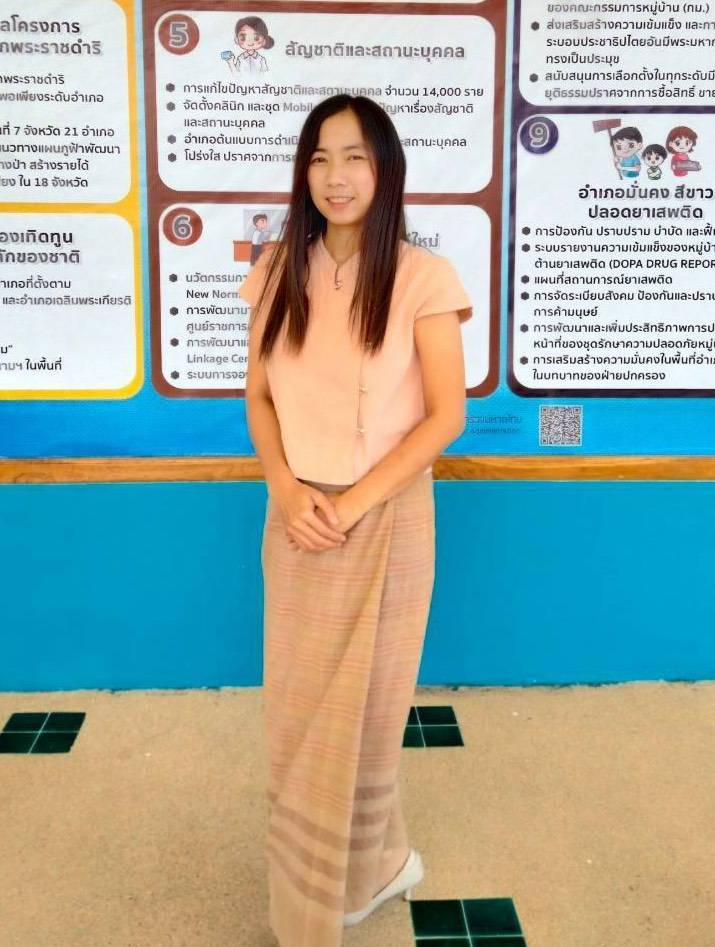 ลโครงการ
กพระราชดำริ
กพระราชดำริ
พอเพียงระดับอำเภอ
ที่ 7 จังหวัด 21 อำเภอ
นวทางแผนภูฟ้าพัฒนา
างป่า สร้างรายได้
ยง ใน 18 จังหวัด
องเทิดทูน
ักของชาติ
ำเภอที่ตั้งตาม
และอำเภอเฉลิมพระเกียรติ
ม"
ามฯ ในพื้นที่
5
สัญชาติและสถานะบุคคล
การแก้ไขปัญหาสัญชาติและสถานะบุคคล จำนวน 14,000 ราย
จัดตั้งคลินิก และชุด Mobil ปัญหาเรื่องสัญชาติ
และสถานะบุคคล
อำเภอต้นแบบการดำเนิ ะสถานะบุคคล
โปร่งใส ปราศจากการ
6
ใหม่
นวัตกรรมกา
New Norm
การพัฒนา
ศูนย์ราชการ
การพัฒนาแ
Linkage Cen
ระบบการจอ
ของคณะกรรมการหมู่บ้าน (กม.)
ส่งเสริมสร้างความเข้มแข็ง และกา
ระบอบประชาธิปไตยอันมีพระมหาก
ทรงเป็นประมุข
สนับสนุนการเลือกตั้งในทุกระดับมี
ยุติธรรมปราศจากการซื้อสิทธิ์ ขาย
9
อำเภอมั่นคง สีขาว
ปลอดยาเสพติด
การป้องกัน ปราบปราม บำบัด และฟื้น
ระบบรายงานความเข้มแข็งของหมู่บ้า
ต้านยาเสพติด (DOPA DRUG REPOR
แผนที่สถานการณ์ยาเสพติด
การจัดระเบียบสังคม ป้องกันและปราบ
การค้ามนุษย์
การพัฒนาและเพิ่มประสิทธิภาพการป
หน้าที่ของชุดรักษาความปลอดภัยหมู่
การเสริมสร้างความมั่นคงในพื้นที่อำเ
ในบทบาทของฝ่ายปกครอง